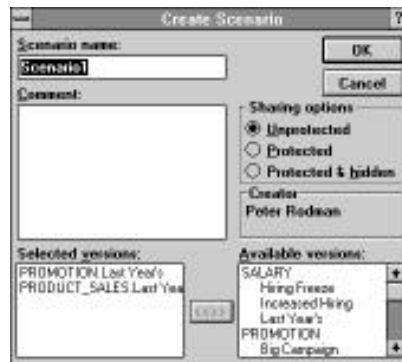 Create Scenario
?
Scenario name:
OK
Scenario1
Cancel
Comment:
Sharing options
Unprotected
Protected
Protected & hidden
Creator
Peter Rodman
Selected versions:
Available versions:
PROMOTION.Last Year's
PRODUCT_SALES.Last Yea
SALARY
Hiring Freeze
Increased Hiring
Last Year's
PROMOTION
Big Campaign